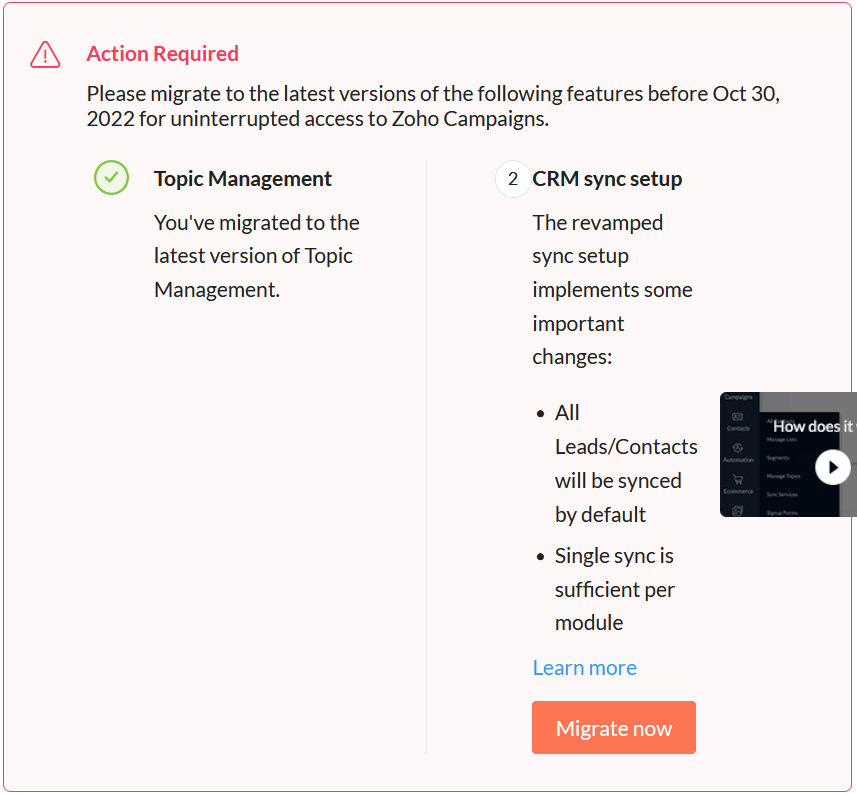 Action Required
Please migrate to the latest versions of the following features before Oct 30,
2022 for uninterrupted access to Zoho Campaigns.
Topic Management
You've migrated to the
latest version of Topic
Management.
2 CRM sync setup
The revamped
sync setup
implements some
important
changes:
• All
Leads/Contacts
will be synced
by default
• Single sync is
sufficient per
module
Campaigns
Contacts
Automation
Ecommerce
How does it
Manage Lists
Segments
Manage Topics
Sync Services
Signup Forms
Learn more
Migrate now